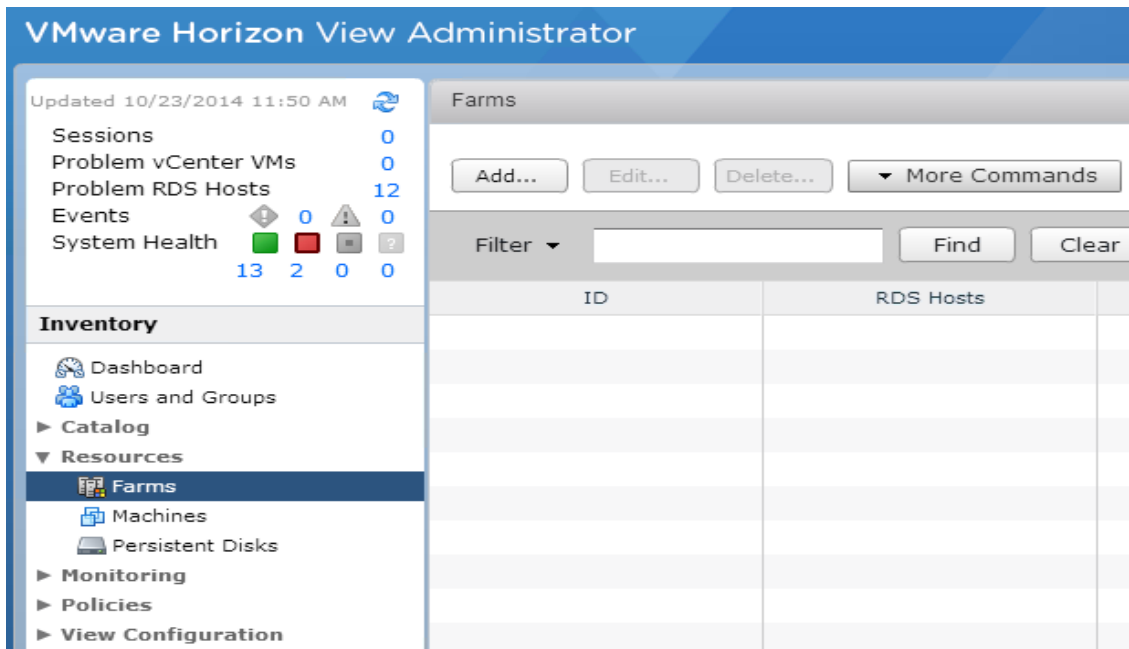 VMware Horizon View Administrator
Updated 10/23/2014 11:50 AM
Sessions 0
Problem vCenter VMs 0
Problem RDS Hosts 12
Events 0 0
System Health ?
13 2 0 0
Inventory
Dashboard
Users and Groups
Catalog
Resources
Farms
Machines
Persistent Disks
Monitoring
Policies
View Configuration
Farms
Add... Edit... Delete... More Commands
Filter Find Clear
ID RDS Hosts